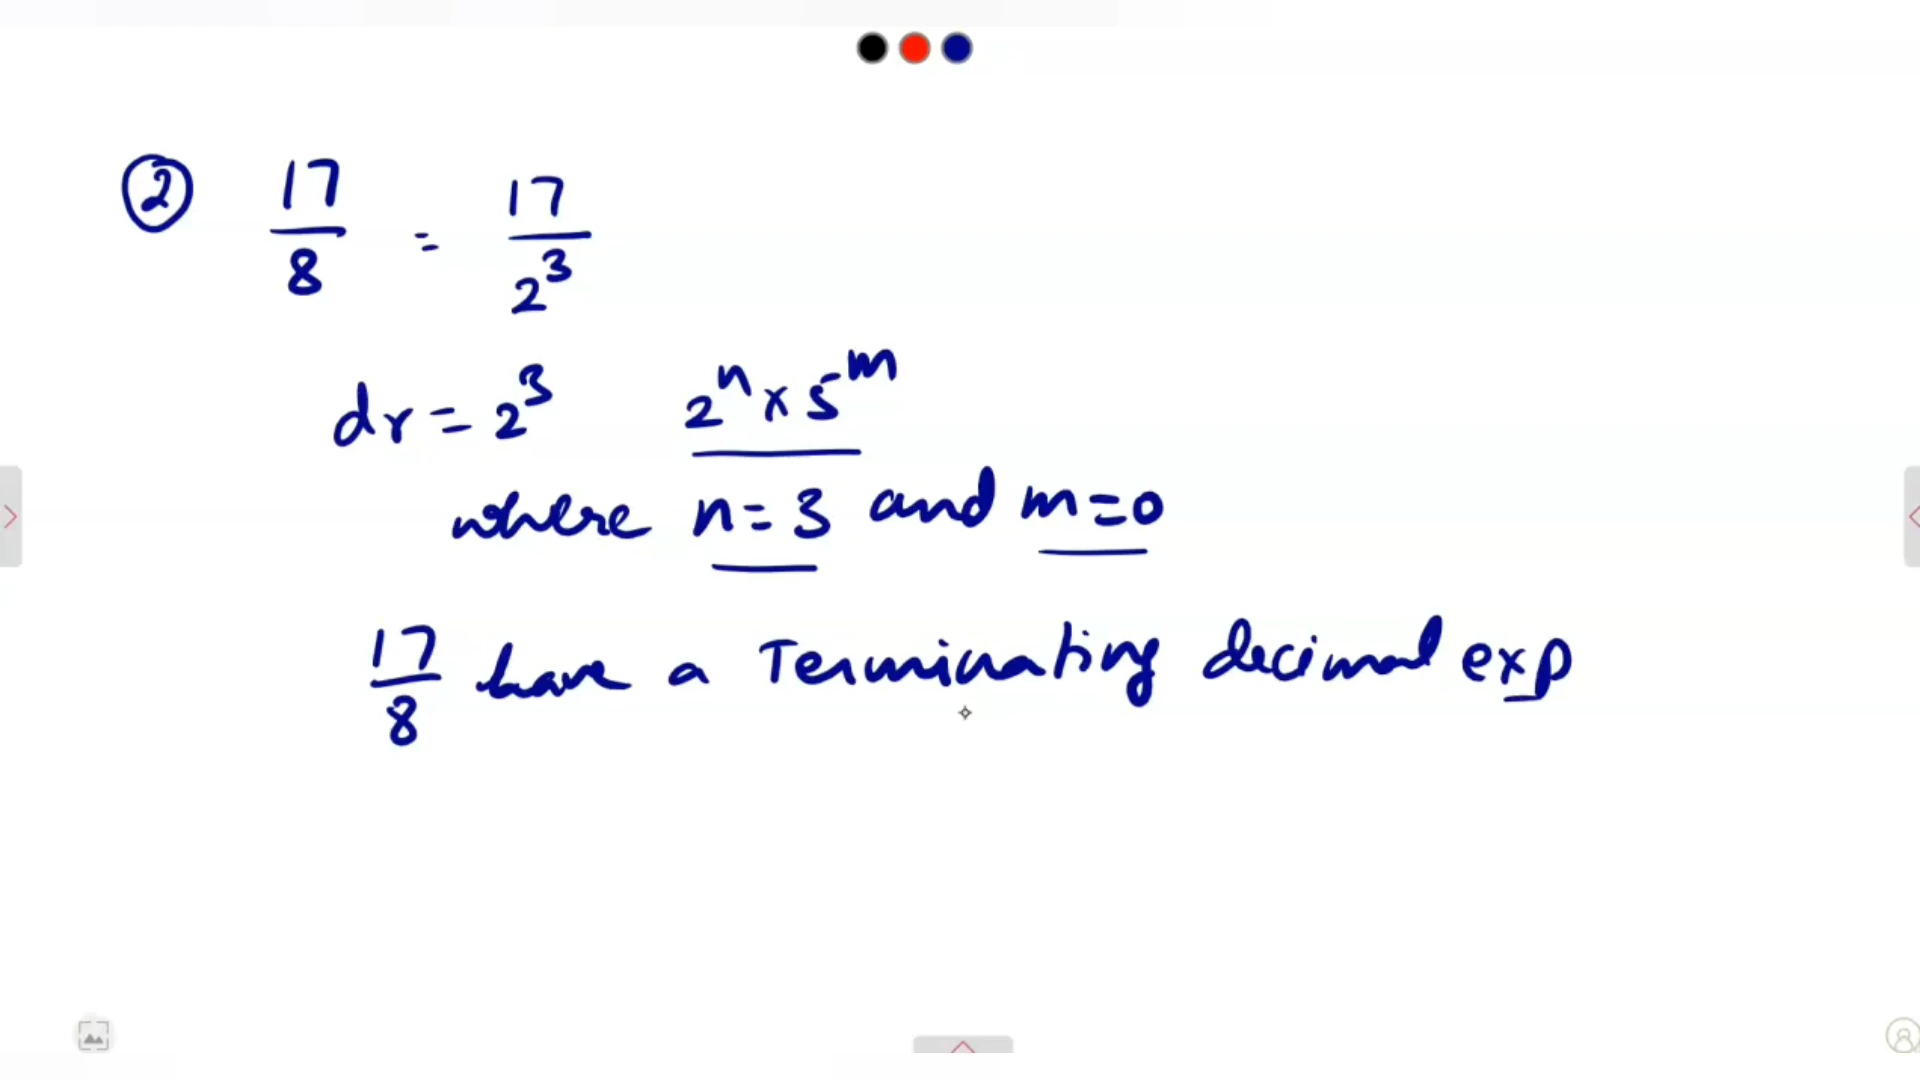 ② 17/8 = 17/2³
dr = 2³ 2ⁿ x 5ᵐ
where n = 3 and m = 0
17/8 have a Terminating decimal exp